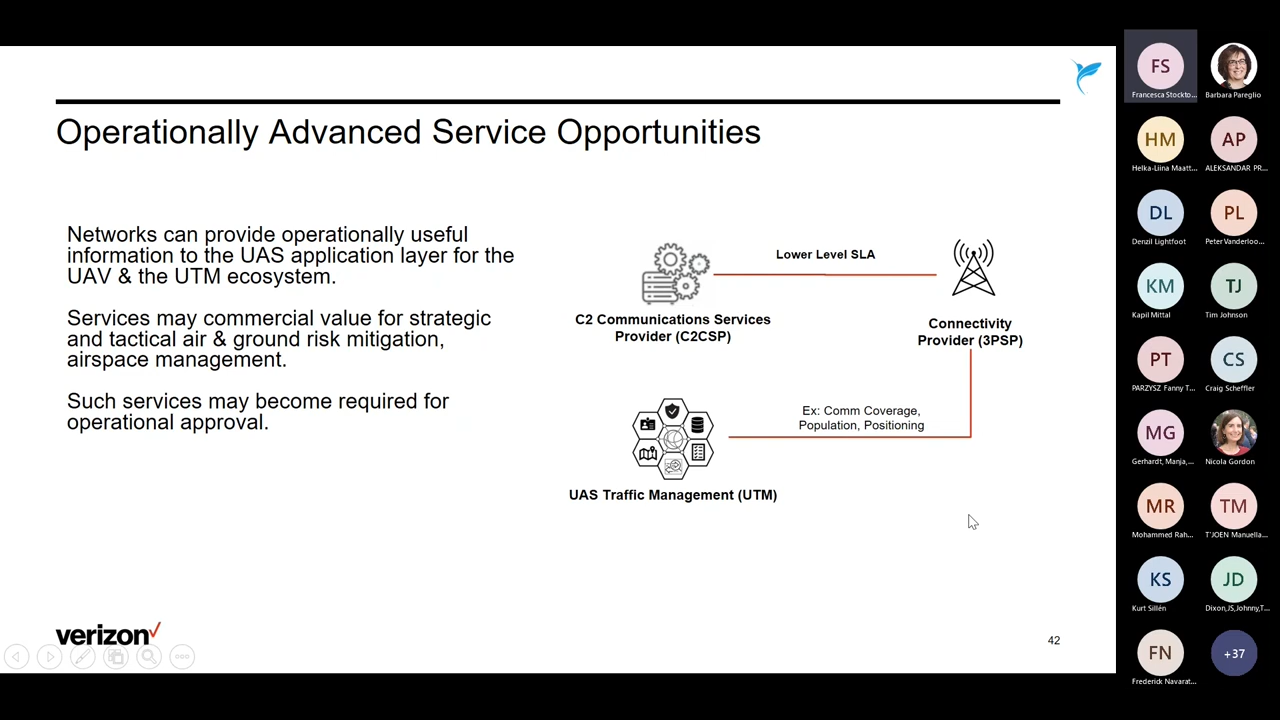 Operationally Advanced Service Opportunities
Networks can provide operationally useful
information to the UAS application layer for the
UAV & the UTM ecosystem.
Services may commercial value for strategic
and tactical air & ground risk mitigation,
airspace management.
Such services may become required for
operational approval.
Lower Level SLA
C2 Communications Services
Provider (C2CSP)
Connectivity
Provider (3PSP)
Ex: Comm Coverage,
Population, Positioning
UAS Traffic Management (UTM)
verizon
42
FS
Francesca Stockto...
Barbara Pareglio
HM
Helka-Liina Maatt...
AP
ALEKSANDAR PR...
DL
Denzil Lightfoot
PL
Peter Vanderloo...
KM
Kapil Mittal
TJ
Tim Johnson
PT
PARZYSZ Fanny T...
CS
Craig Scheffler
MG
Gerhardt, Manja,...
Nicola Gordon
MR
Mohammed Rah...
TM
T'JOEN Manuella...
KS
Kurt Sillén
JD
Dixon,JS,Johnny,T...
FN
Frederick Navarat...
+37